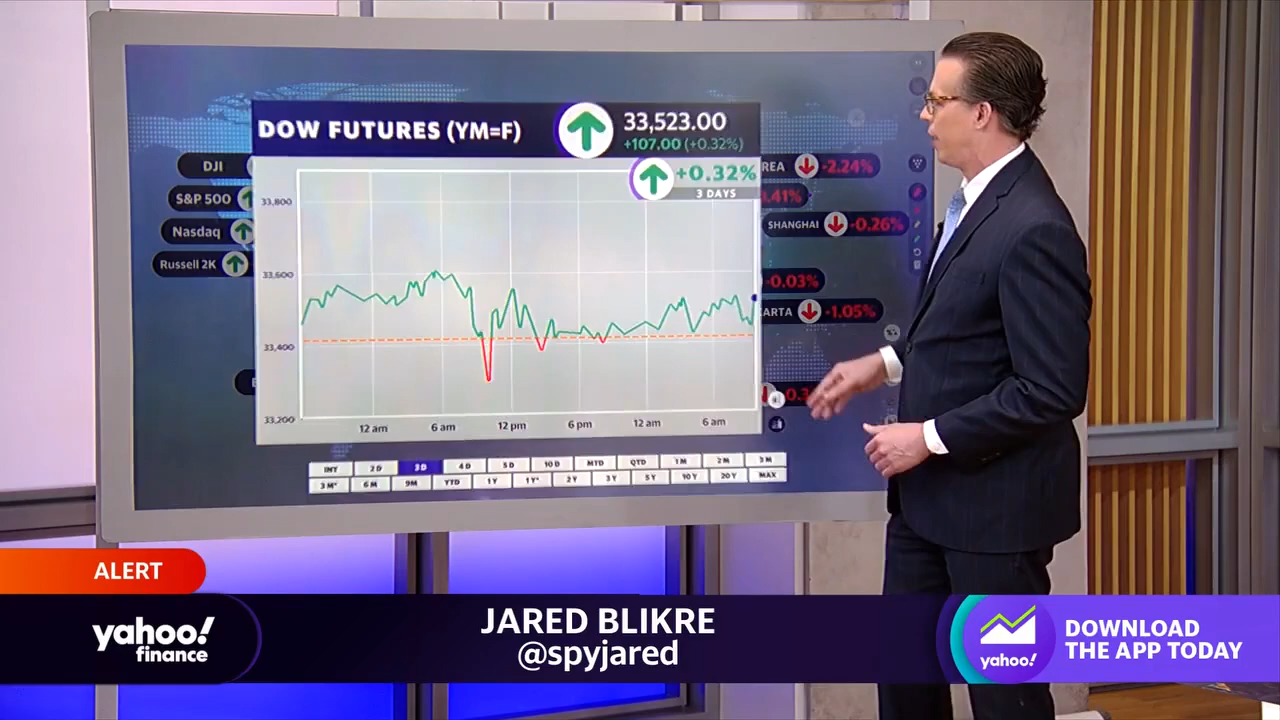 DOW FUTURES (YM=F)
33,523.00
+107.00 (+0.32%)
+0.32%
3 DAYS
DJI
S&P 500
Nasdaq
Russell 2K
REA
-2.24%
SHANGHAI
-0.26%
-0.03%
-1.05%
33,800
33,600
33,400
33,200
12 am
6 am
12 pm
6 pm
12 am
6 am
INT 2D 3D 4D 5D 10D MTD QTD 1M 2M 3M
3M* 6M 9M YTD 1Y 1Y* 2Y 3Y 5Y 10Y 20Y MAX
ALERT
yahoo!
finance
JARED BLIKRE
@spyjared
yahoo!
DOWNLOAD
THE APP TODAY